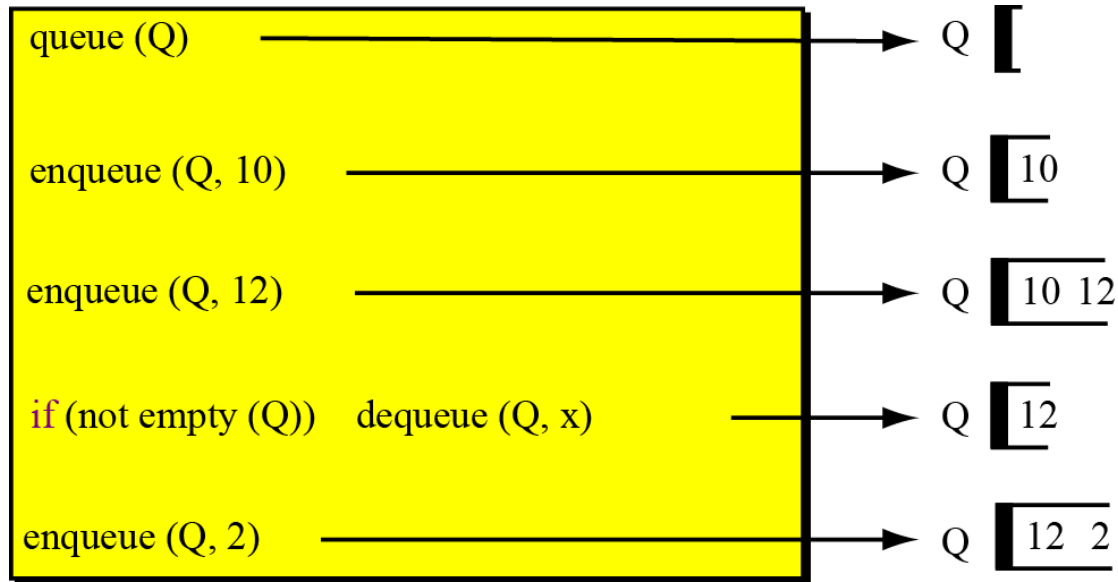 queue (Q) Q
enqueue (Q, 10) Q 10
enqueue (Q, 12) Q 10 12
if (not empty (Q)) dequeue (Q, x) Q 12
enqueue (Q, 2) Q 12 2